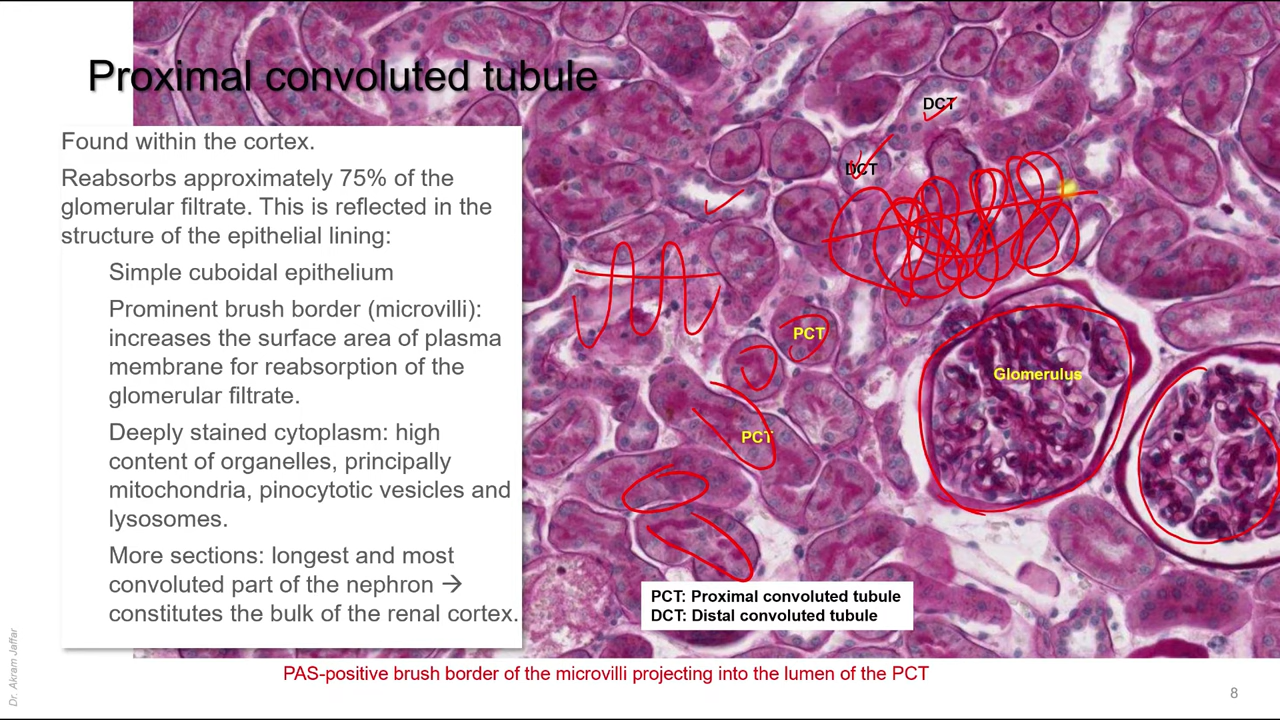 Proximal convoluted tubule
Found within the cortex.
Reabsorbs approximately 75% of the
glomerular filtrate. This is reflected in the
structure of the epithelial lining:
Simple cuboidal epithelium
Prominent brush border (microvilli):
increases the surface area of plasma
membrane for reabsorption of the
glomerular filtrate.
Deeply stained cytoplasm: high
content of organelles, principally
mitochondria, pinocytotic vesicles and
lysosomes.
More sections: longest and most
convoluted part of the nephron →
constitutes the bulk of the renal cortex.
DCT
DCT
PCT
Glomerulus
PCT
PCT: Proximal convoluted tubule
DCT: Distal convoluted tubule
PAS-positive brush border of the microvilli projecting into the lumen of the PCT
Dr. Akram Jaffar
8